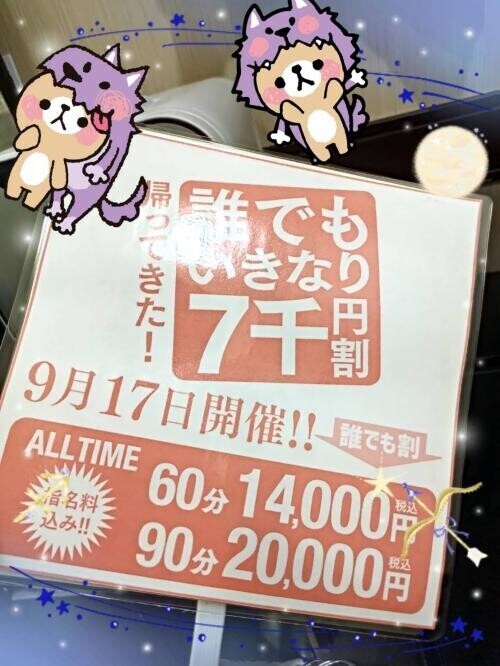 帰ってきた！
誰でも
いきなり
7千円割
9月17日開催!!
誰でも割
ALLTIME
指名料
込み!!
60分 14,000円 税込
90分 20,000円 税込